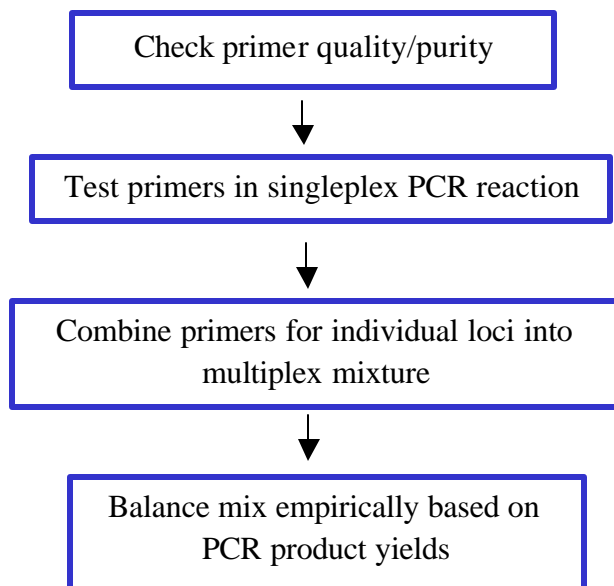 Check primer quality/purity
Test primers in singleplex PCR reaction
Combine primers for individual loci into
multiplex mixture
Balance mix empirically based on
PCR product yields